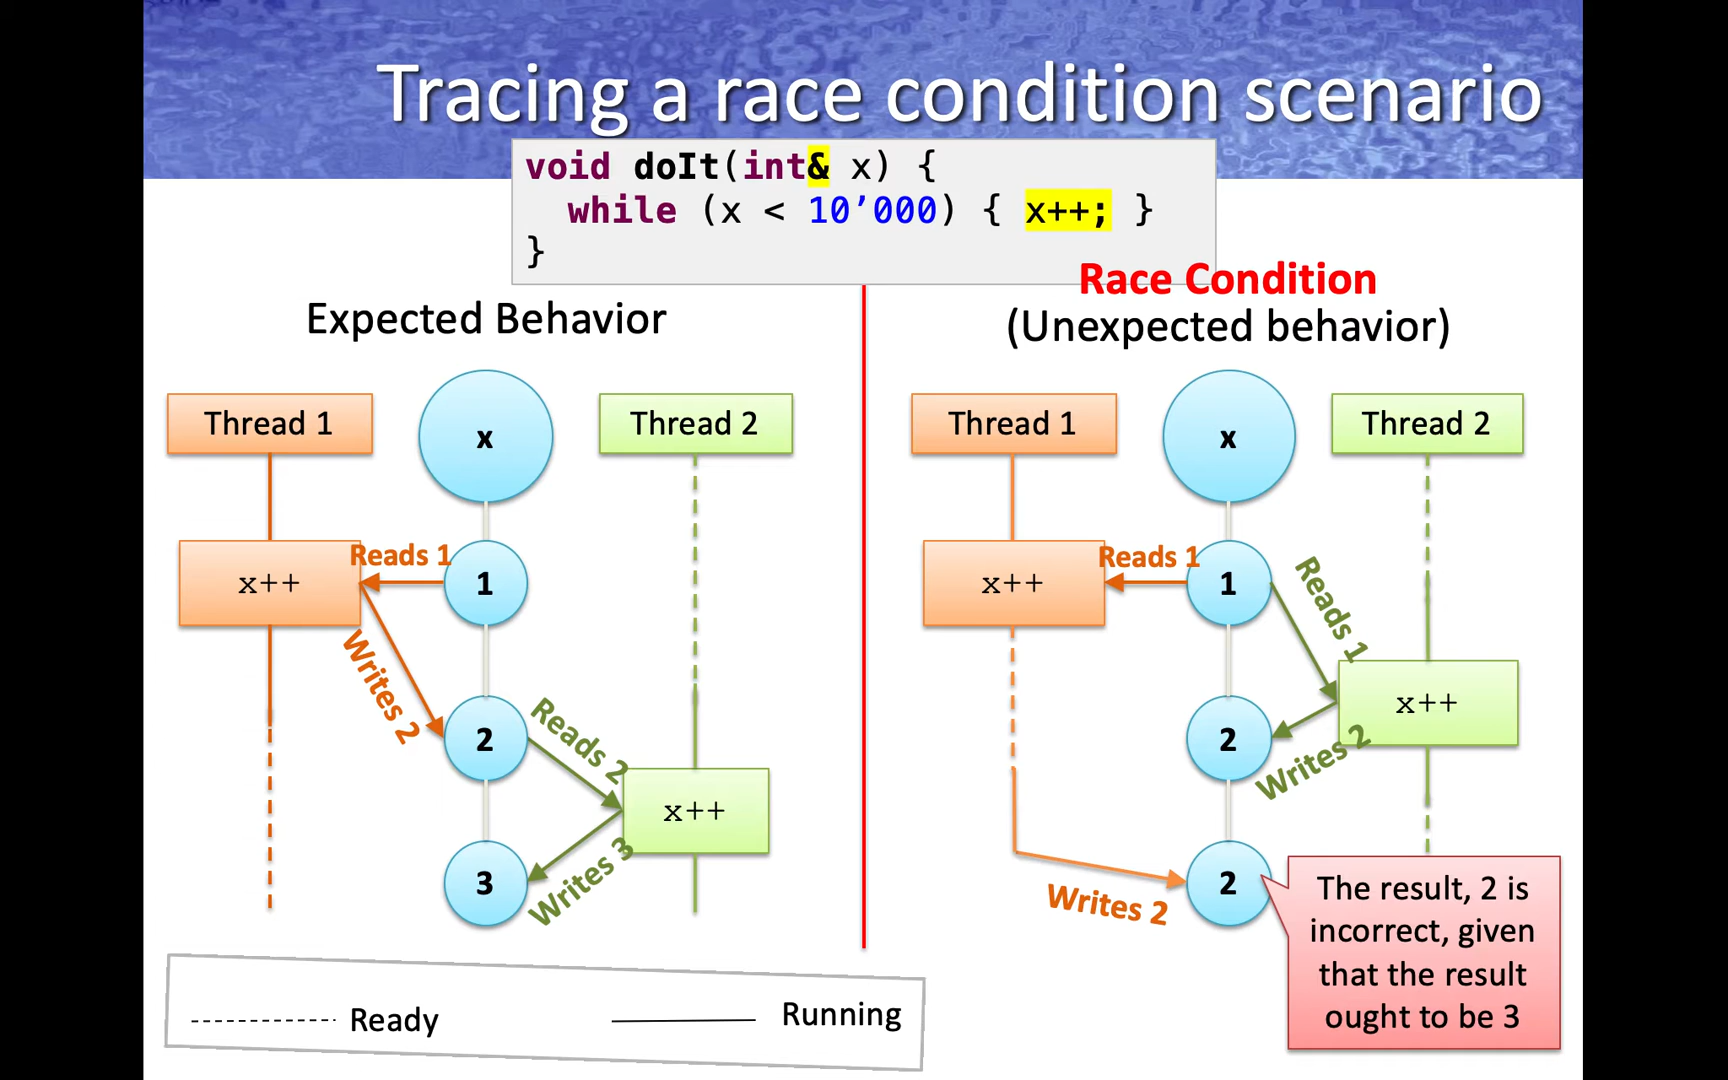 Tracing a race condition scenario
void doIt(int& x) {
while (x < 10’000) { x++; }
}
Expected Behavior
Thread 1
x
Thread 2
x++
Reads 1
1
Writes 2
2
Reads 2
x++
Writes 3
3
Race Condition
(Unexpected behavior)
Thread 1
x
Thread 2
x++
Reads 1
1
Reads 1
x++
2
Writes 2
Writes 2
2
The result, 2 is
incorrect, given
that the result
ought to be 3
Ready
Running